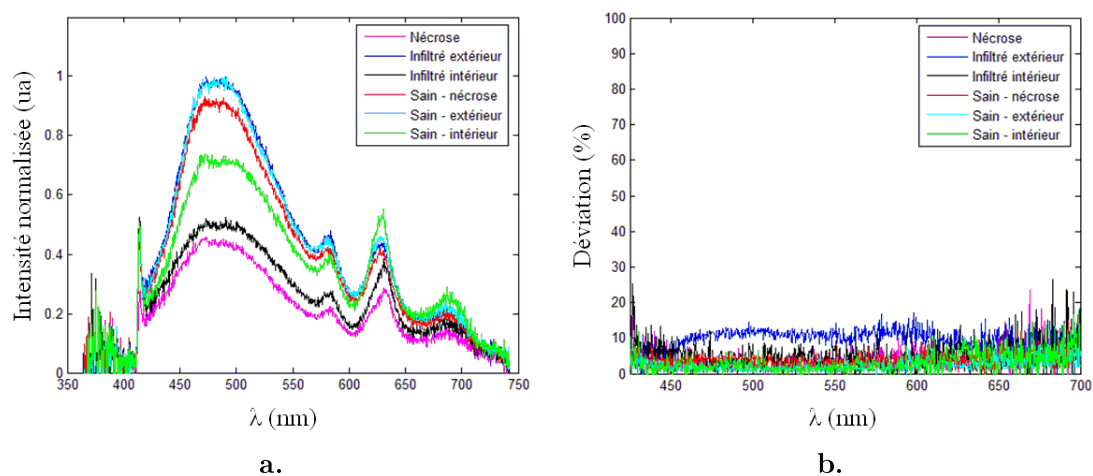 Intensité normalisée (ua)
1
0.8
0.6
0.4
0.2
0
350 400 450 500 550 600 650 700 750
λ (nm)
Nécrose
Infiltré extérieur
Infiltré intérieur
Sain - nécrose
Sain - extérieur
Sain - intérieur
a.
Déviation (%)
100
90
80
70
60
50
40
30
20
10
0
450 500 550 600 650 700
λ (nm)
Nécrose
Infiltré extérieur
Infiltré intérieur
Sain - nécrose
Sain - extérieur
Sain - intérieur
b.